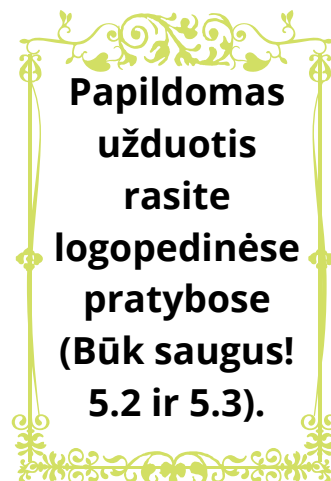 Papildomas
užduotis
rasite
logopedinėse
pratybose
(Būk saugus!
5.2 ir 5.3).